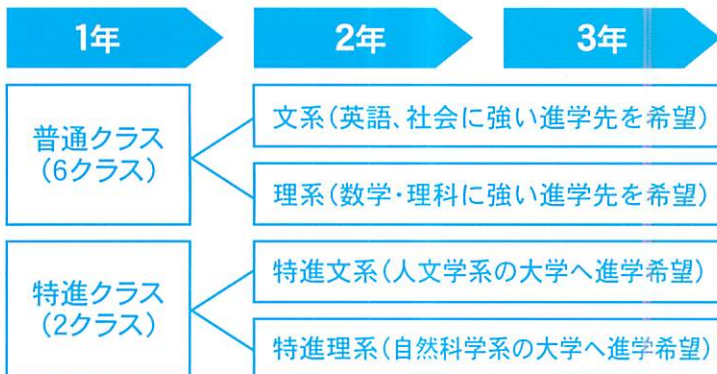 1年
2年
3年
普通クラス
(6クラス)
文系(英語、社会に強い進学先を希望)
理系(数学・理科に強い進学先を希望)
特進クラス
(2クラス)
特進文系(人文学系の大学へ進学希望)
特進理系(自然科学系の大学へ進学希望)